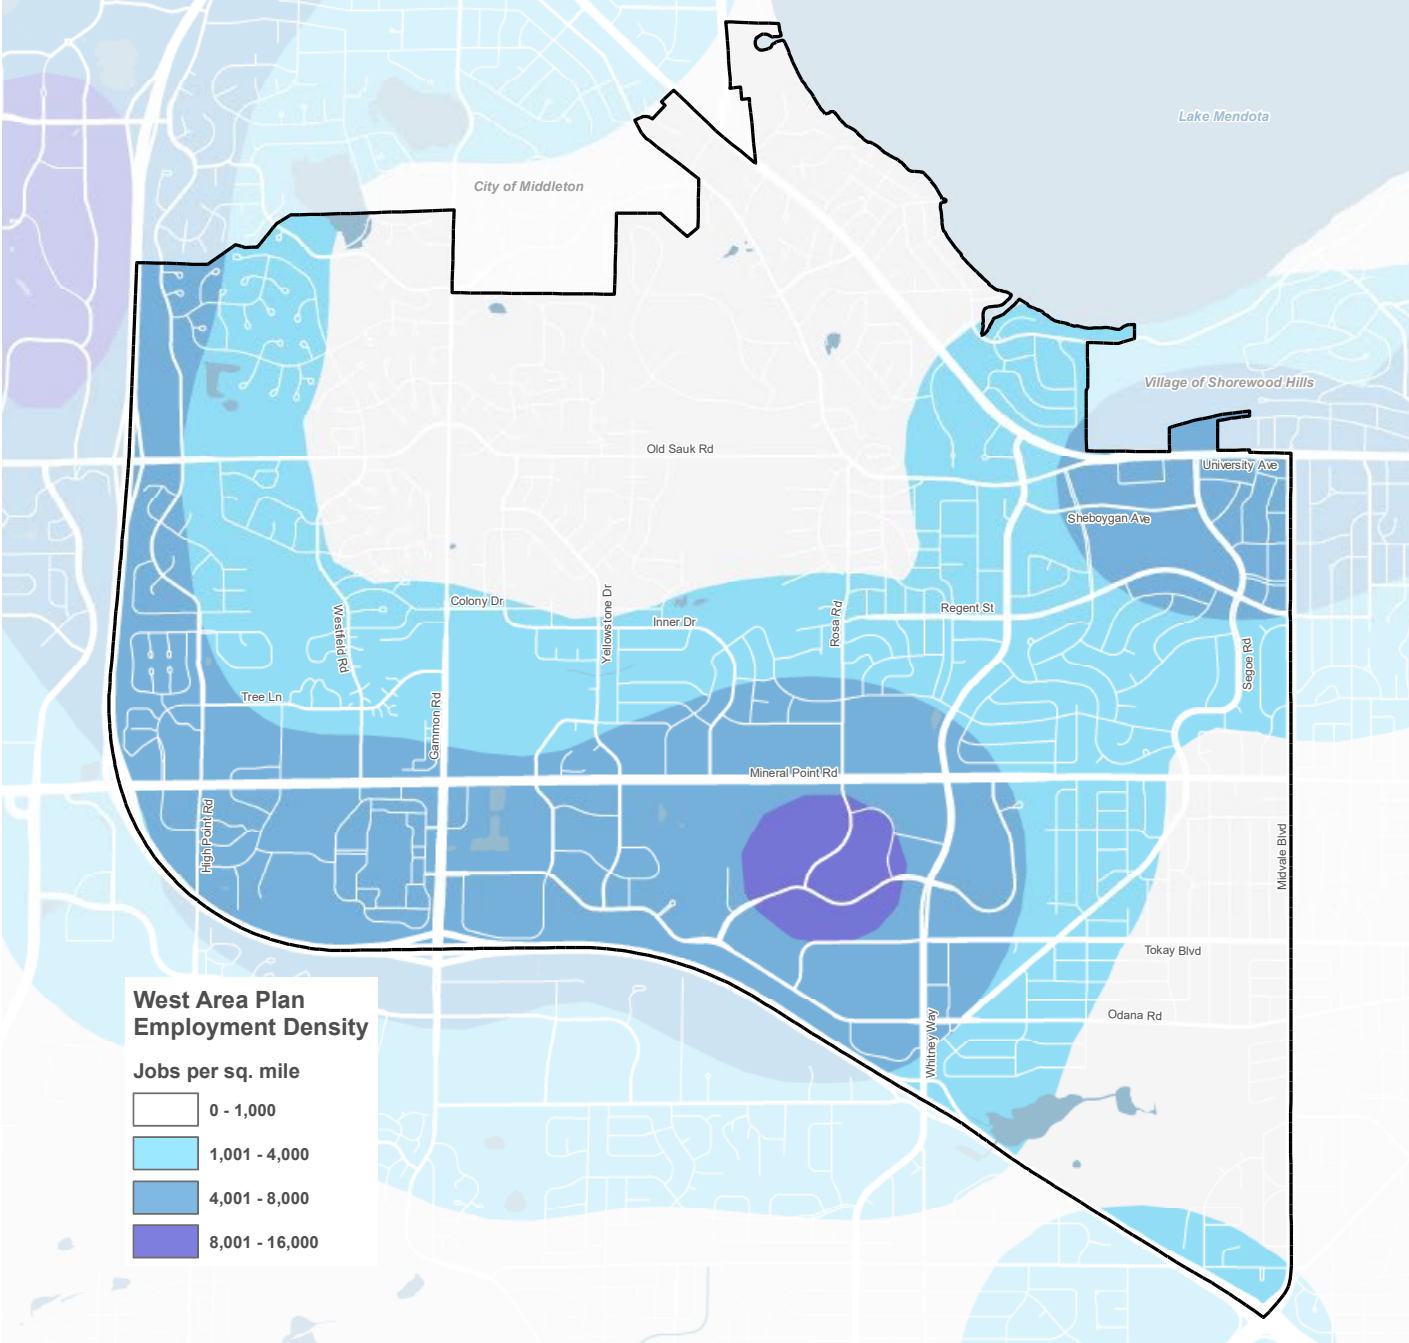 Lake Mendota
City of Middleton
Village of Shorewood Hills
Old Sauk Rd
University Ave
Sheboygan Ave
Colony Dr
Yellowstone Dr
Inner Dr
Rosa Rd
Regent St
Westfield Rd
Segoe Rd
Tree Ln
Gammon Rd
Mineral Point Rd
High Point Rd
Midvale Blvd
Tokay Blvd
Odana Rd
Whitney Way
West Area Plan
Employment Density
Jobs per sq. mile
0 - 1,000
1,001 - 4,000
4,001 - 8,000
8,001 - 16,000